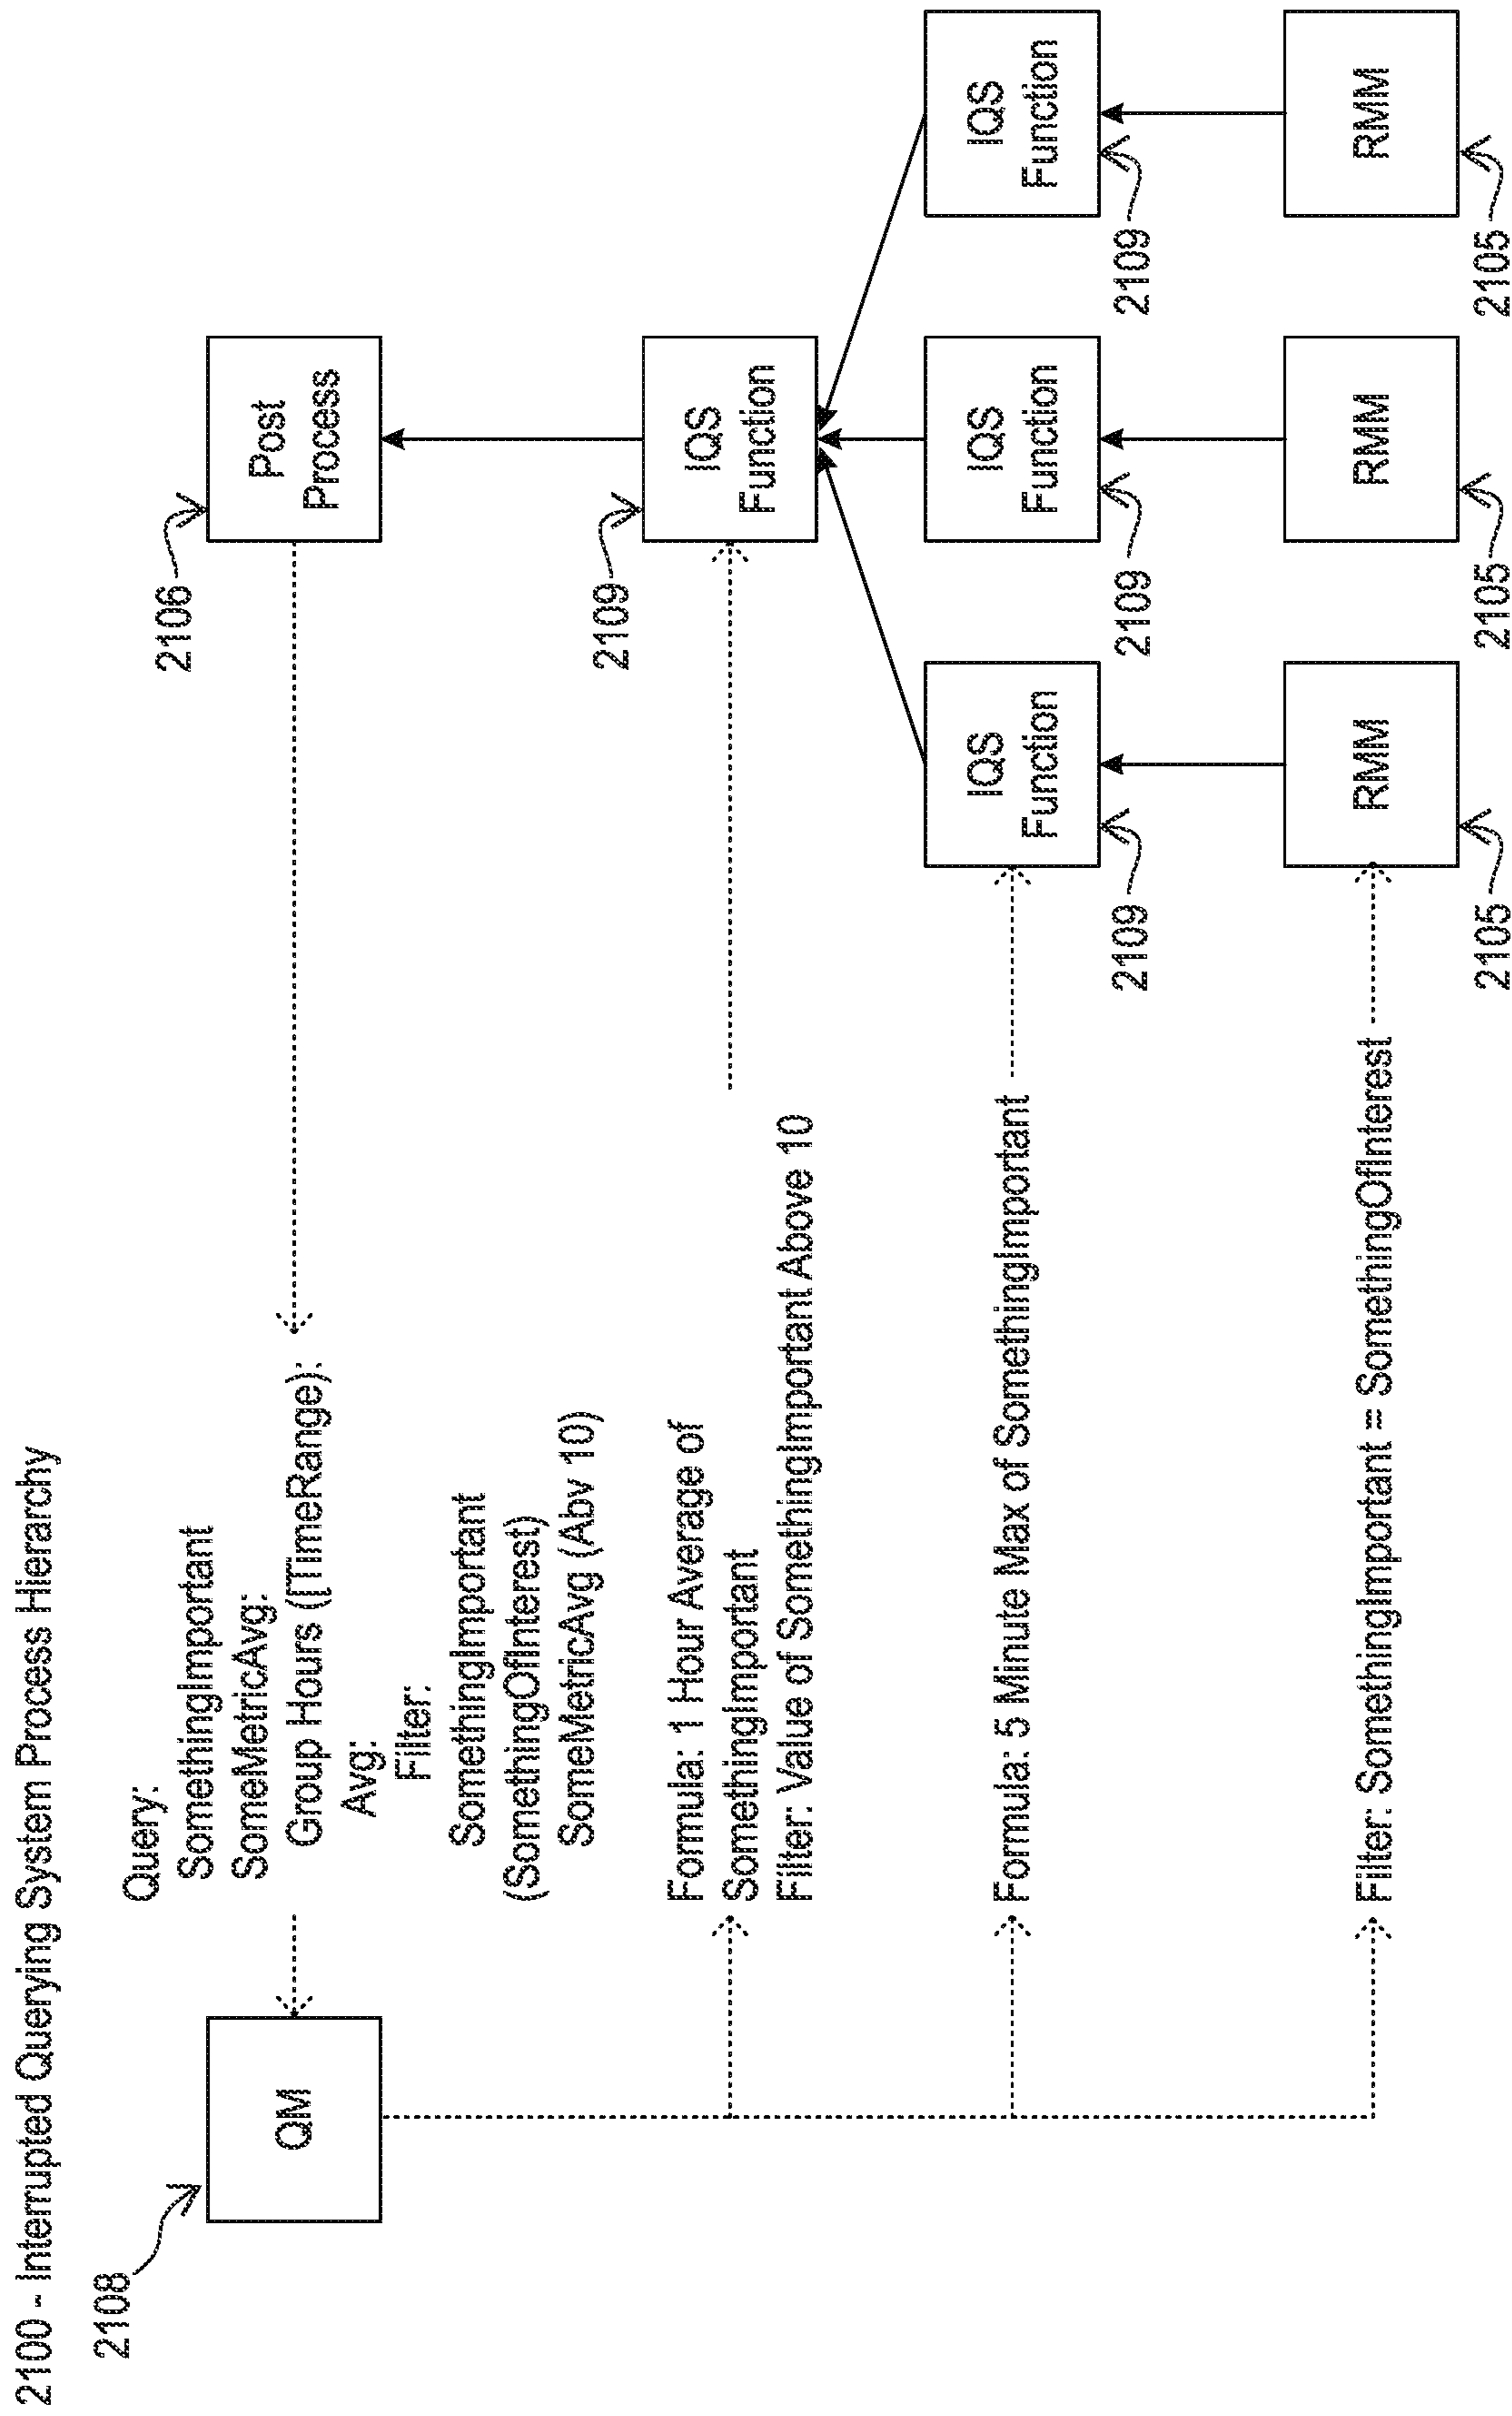 2100 - Interrupted Querying System Process Hierarchy
2108
QM
Query:
SomethingImportant
SomeMetricAvg:
Group Hours ([TimeRange]:
Avg:
Filter:
SomethingImportant
(SomethingOfInterest)
SomeMetricAvg (Abv 10)
2106
Post
Process
Formula: 1 Hour Average of
SomethingImportant
Filter: Value of SomethingImportant Above 10
2109
IQS
Function
Formula: 5 Minute Max of SomethingImportant
IQS
Function
2109
IQS
Function
2109
IQS
Function
2109
Filter: SomethingImportant = SomethingOfInterest
RMM
2105
RMM
2105
RMM
2105